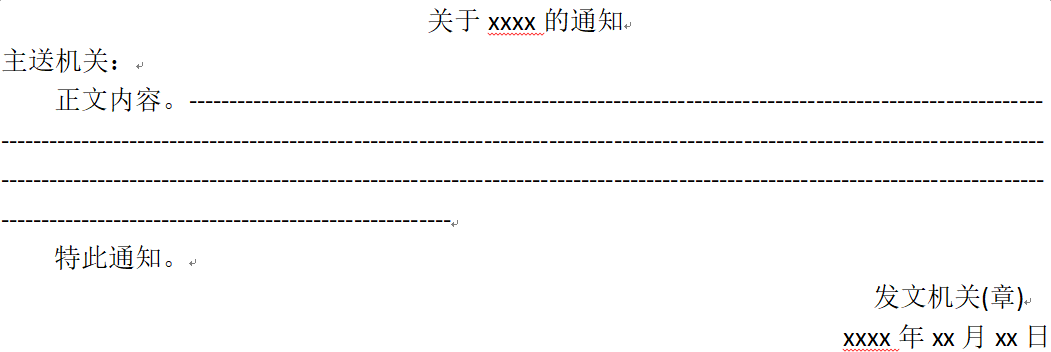 关于 xxxx 的通知
主送机关：
正文内容。------------------------------------------------------------------------------------------------------------
------------------------------------------------------------------------------------------------------------------------------------
------------------------------------------------------------------------------------------------------------------------------------
---------------------------------------------------------
特此通知。
发文机关(章)
xxxx 年 xx 月 xx 日